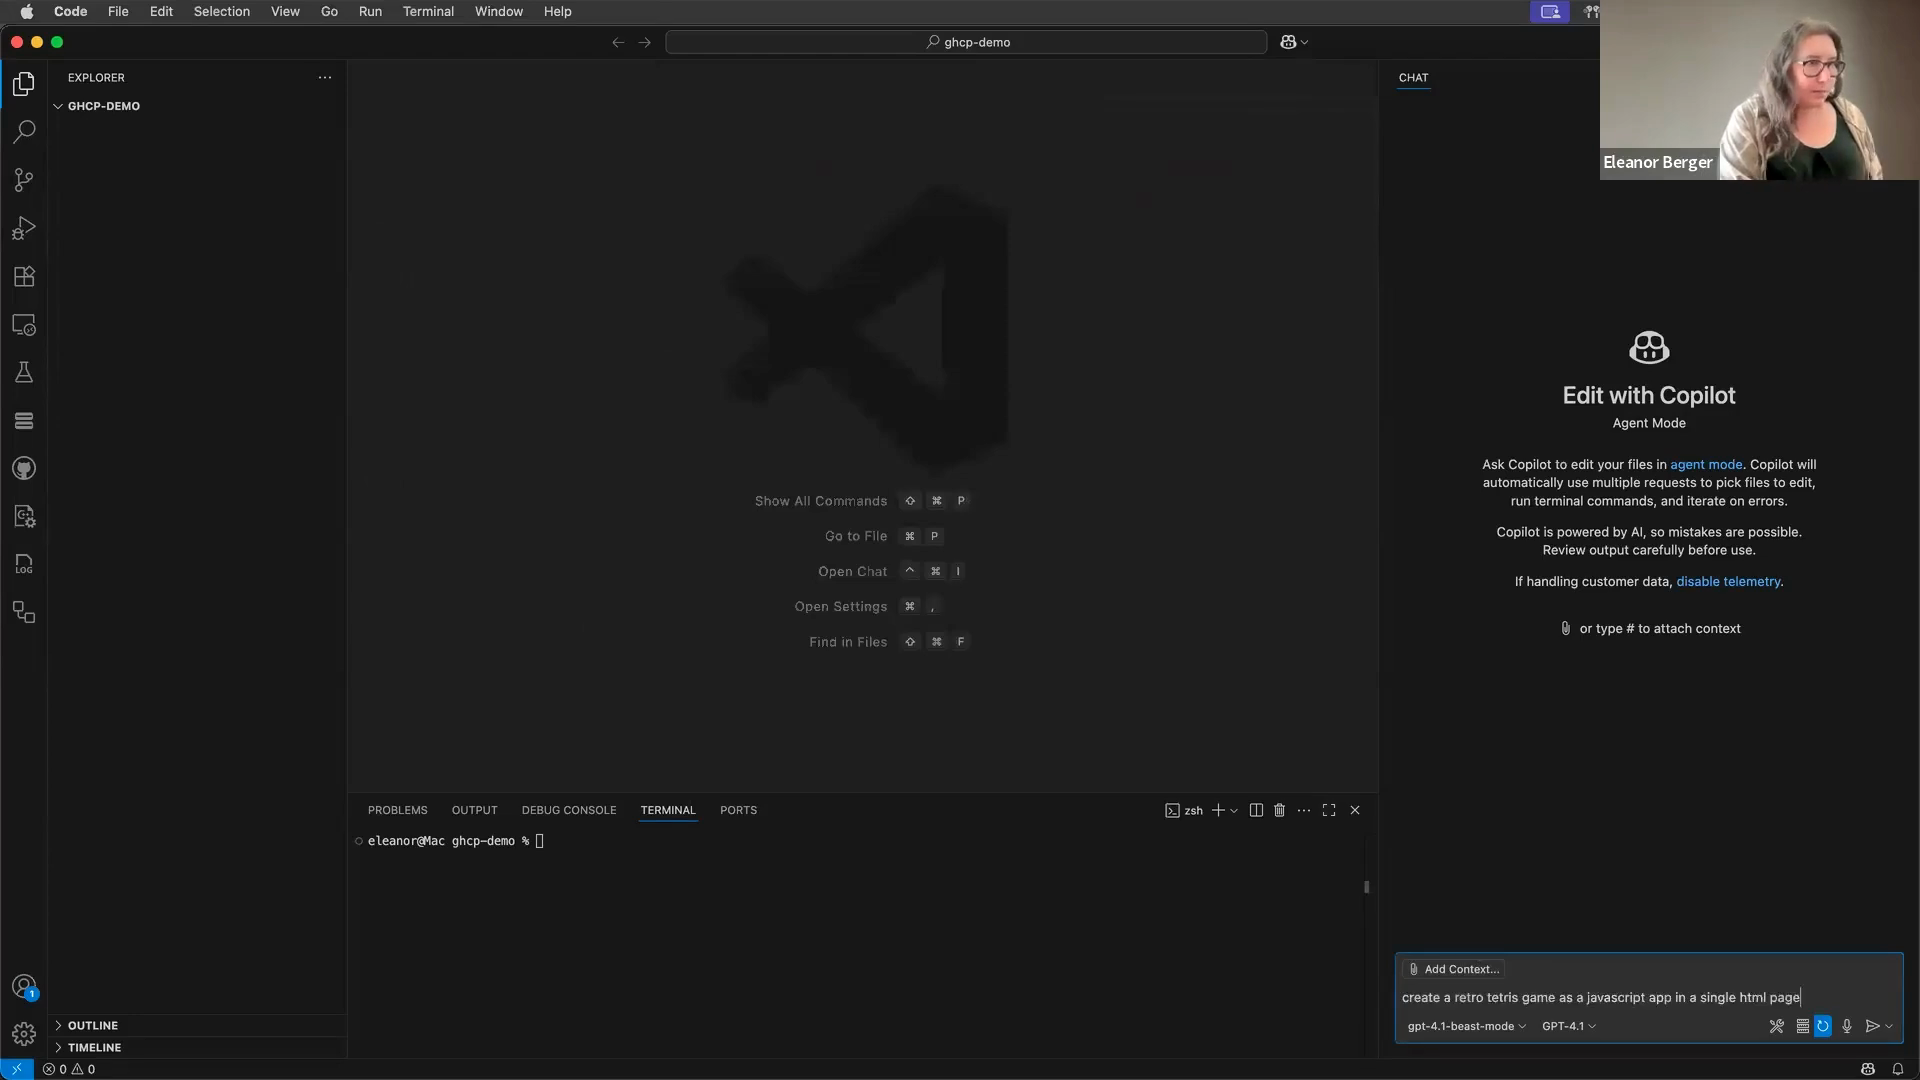 Code File Edit Selection View Go Run Terminal Window Help
ghcp-demo
EXPLORER
GHCP-DEMO
CHAT
Eleanor Berger
Show All Commands ⇧ ⌘ P
Go to File ⌘ P
Open Chat ^ ⌘ I
Open Settings ⌘ ,
Find in Files ⇧ ⌘ F
Edit with Copilot
Agent Mode
Ask Copilot to edit your files in agent mode. Copilot will
automatically use multiple requests to pick files to edit,
run terminal commands, and iterate on errors.
Copilot is powered by AI, so mistakes are possible.
Review output carefully before use.
If handling customer data, disable telemetry.
or type # to attach context
PROBLEMS OUTPUT DEBUG CONSOLE TERMINAL PORTS
zsh
eleanor@Mac ghcp-demo %
LOG
1
Add Context...
create a retro tetris game as a javascript app in a single html page
gpt-4.1-beast-mode GPT-4.1
OUTLINE
TIMELINE
0 0